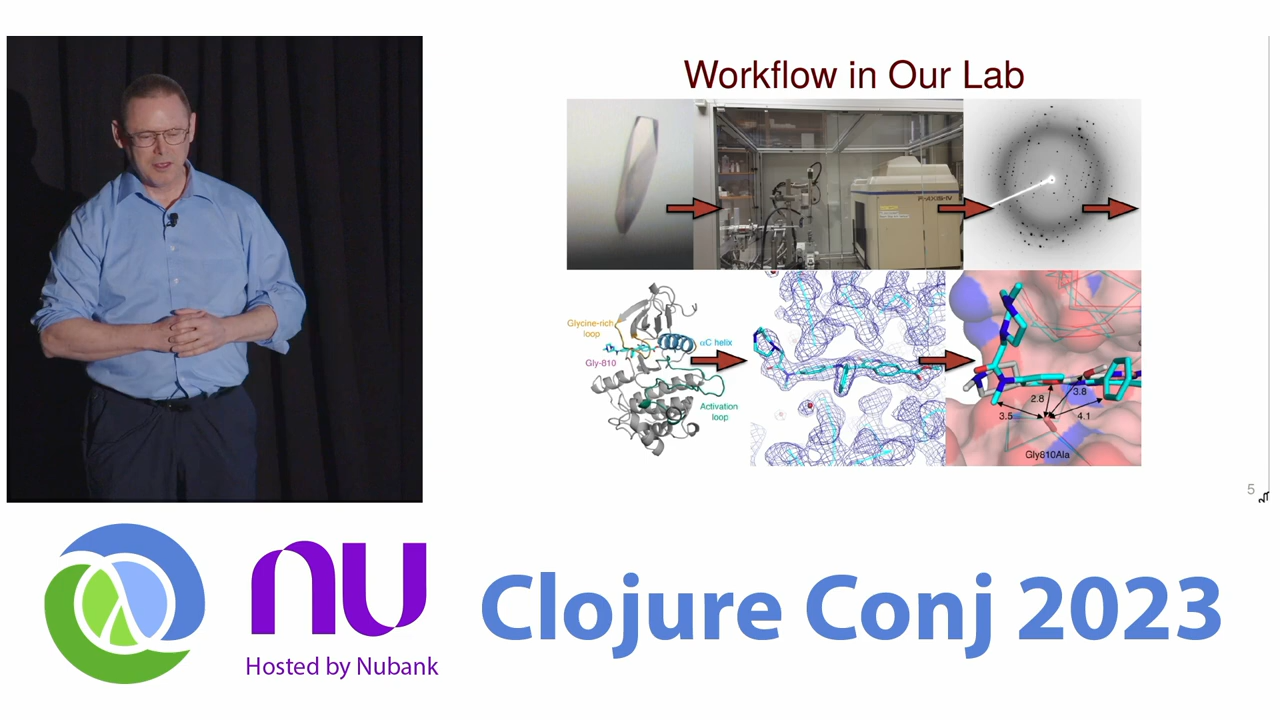 Workflow in Our Lab
Glycine-rich
loop
αC helix
Gly-810
Activation
loop
2.8
3.8
3.5
4.1
Gly810Ala
5
nu
Hosted by Nubank
Clojure Conj 2023